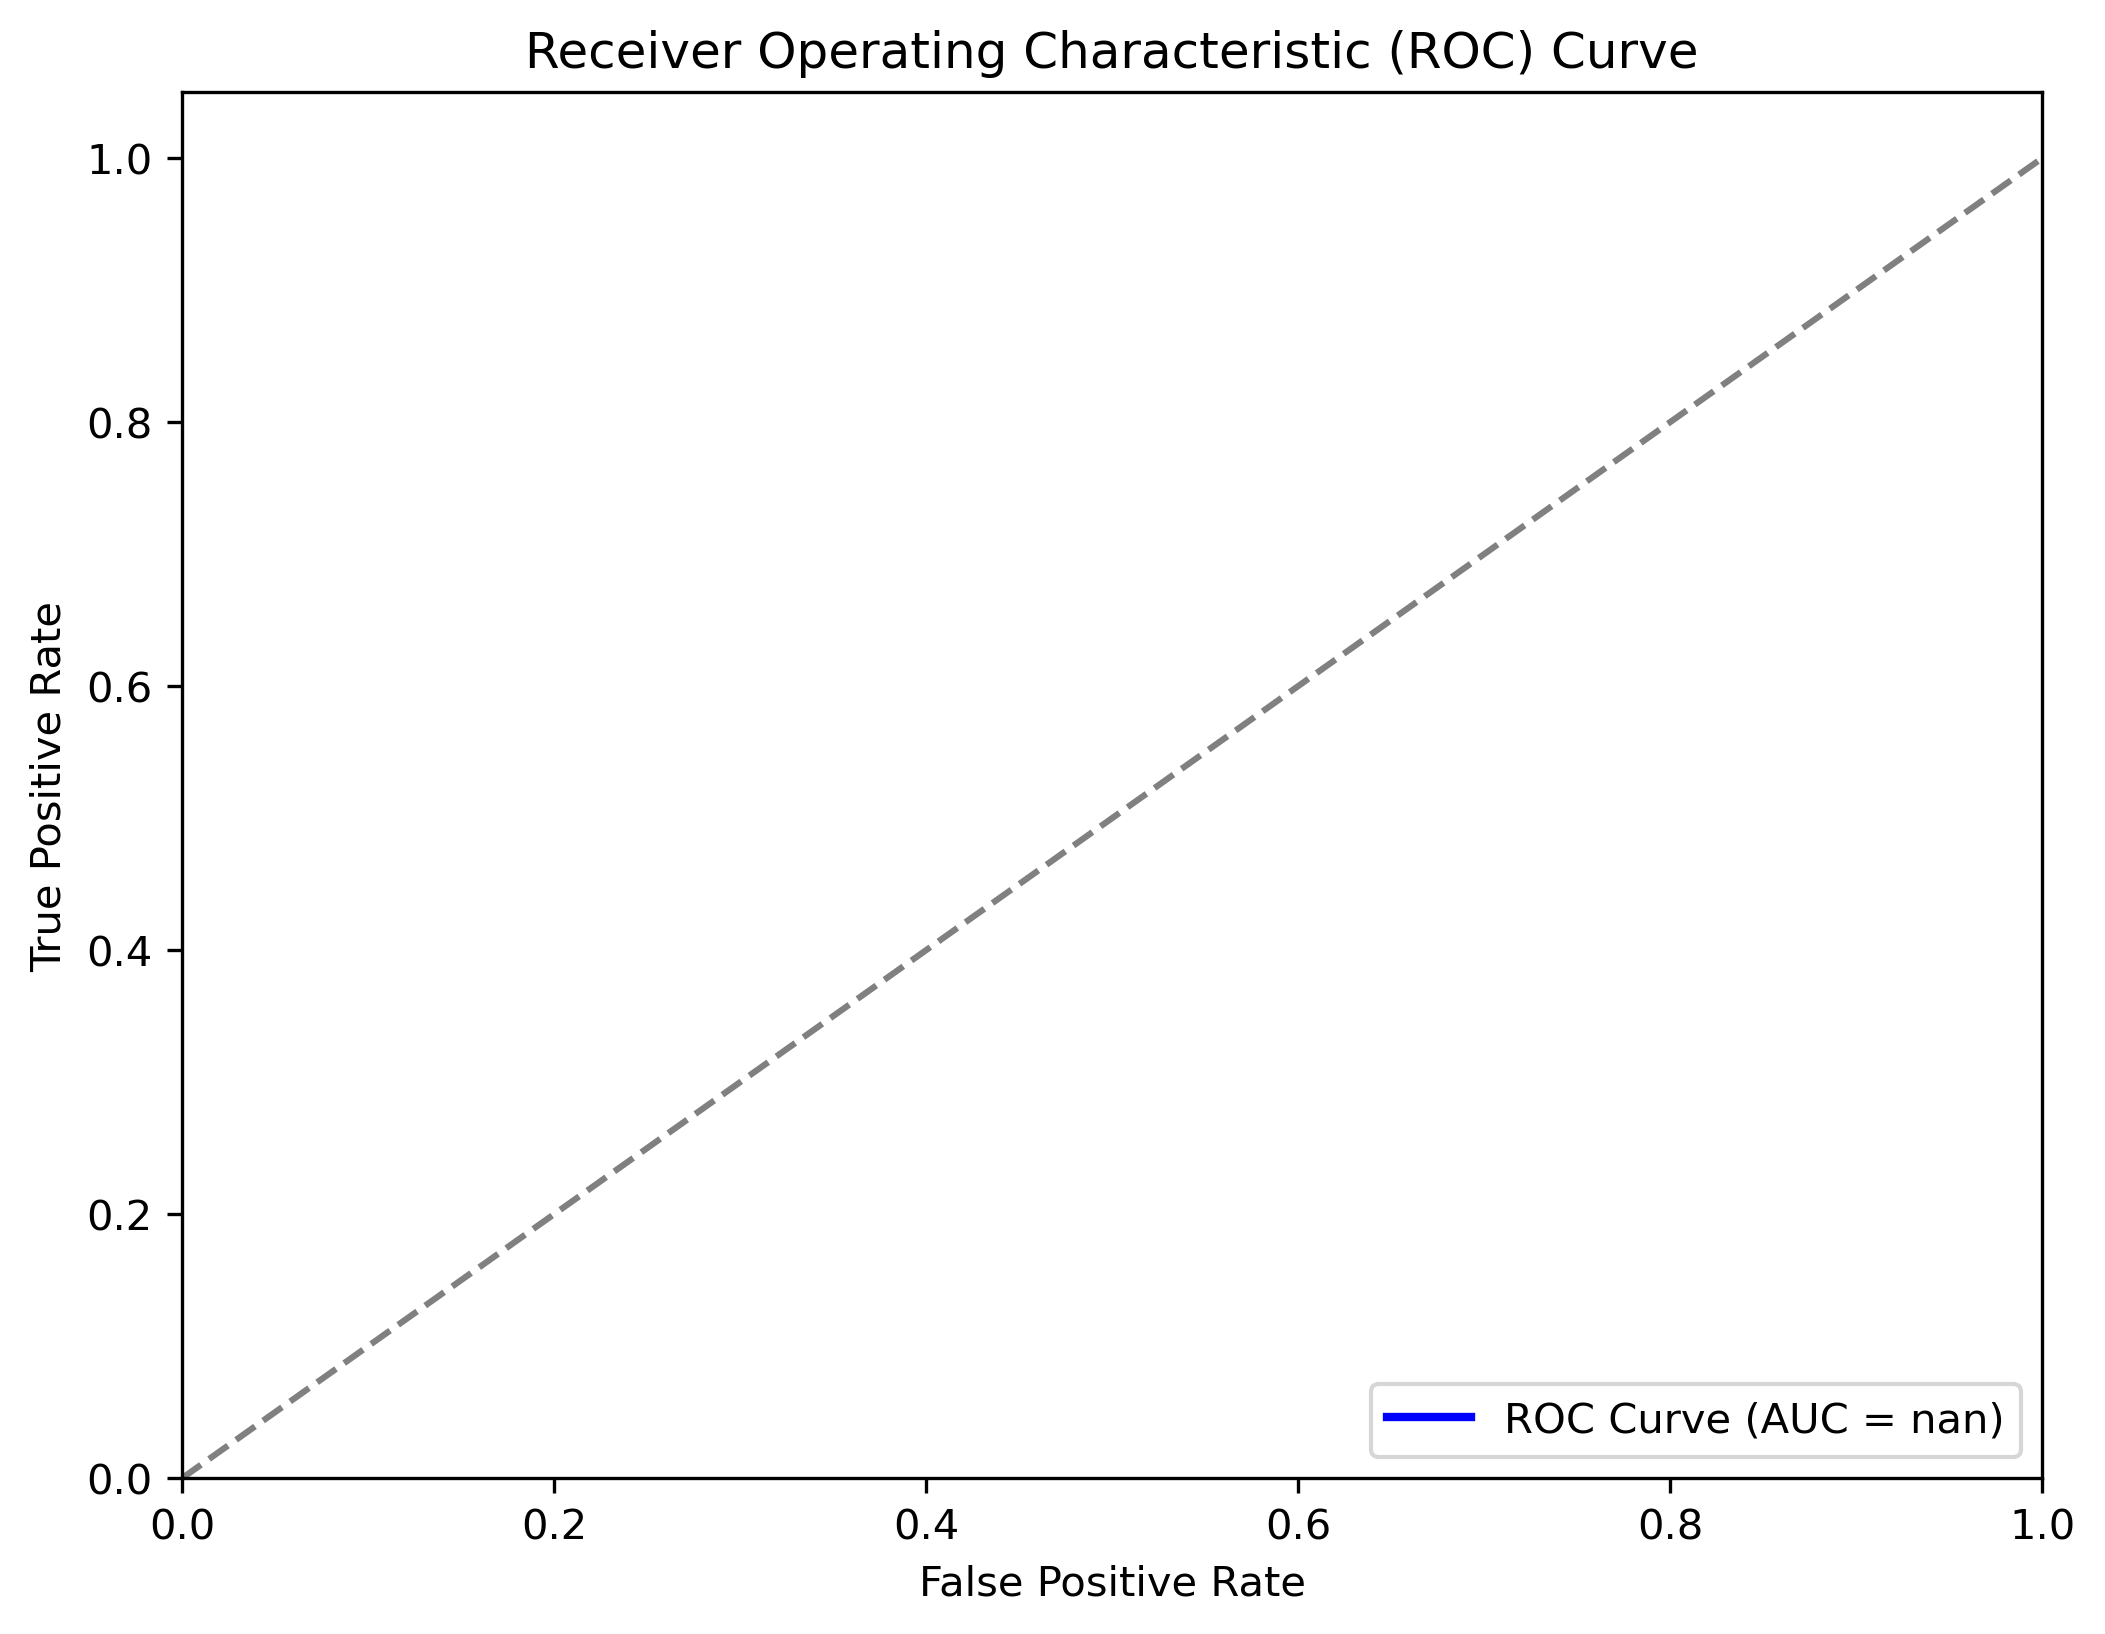 Receiver Operating Characteristic (ROC) Curve
True Positive Rate
1.0
0.8
0.6
0.4
0.2
0.0
ROC Curve (AUC = nan)
0.0 0.2 0.4 0.6 0.8 1.0
False Positive Rate